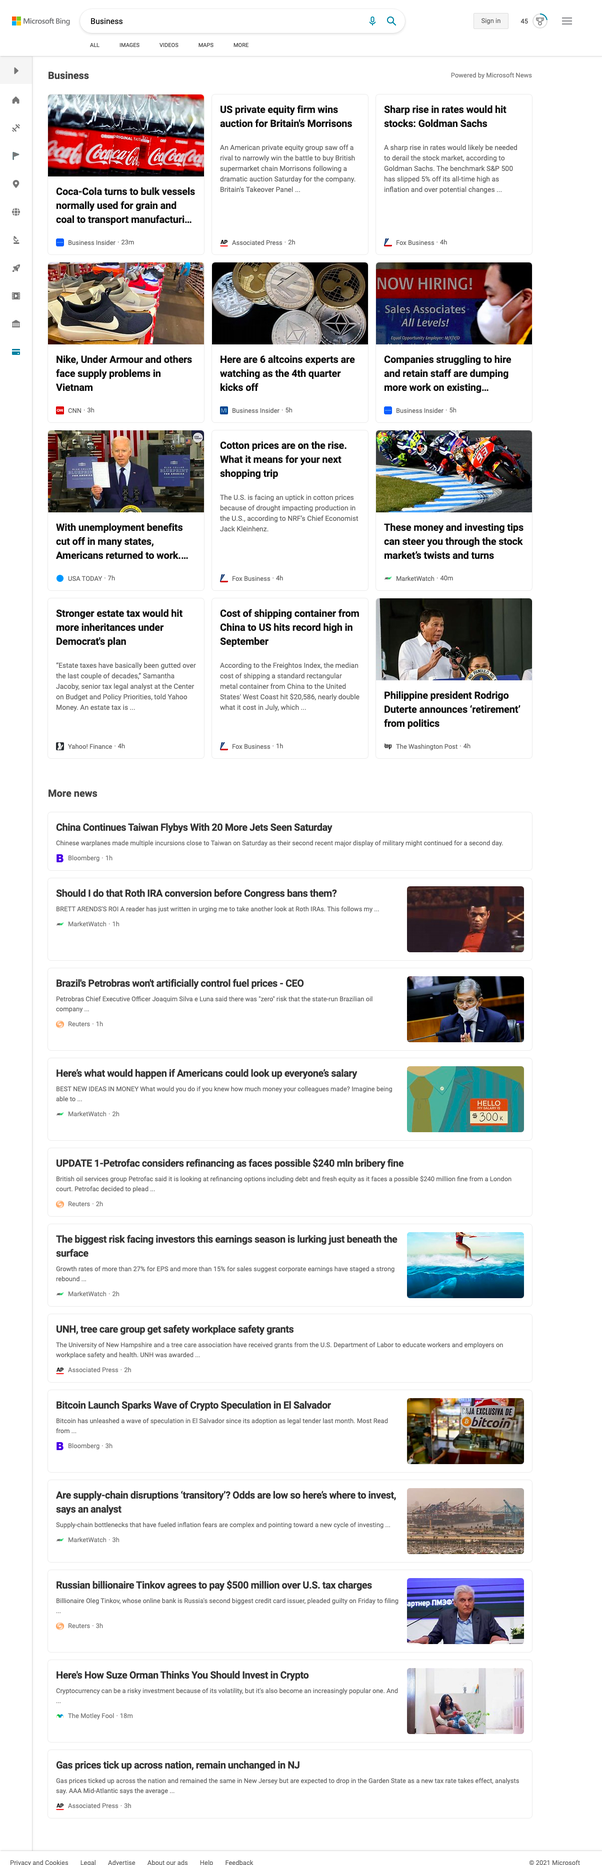 Microsoft Bing
Business
Sign in
45
ALL IMAGES VIDEOS MAPS MORE
Business
Powered by Microsoft News
Coca-Cola
Coca-Cola turns to bulk vessels
normally used for grain and
coal to transport manufacturi...
Business Insider · 23m
US private equity firm wins
auction for Britain's Morrisons
An American private equity group saw off a
rival to narrowly win the battle to buy British
supermarket chain Morrisons following a
dramatic auction Saturday for the company.
Britain's Takeover Panel ...
AP Associated Press · 2h
Sharp rise in rates would hit
stocks: Goldman Sachs
A sharp rise in rates would likely be needed
to derail the stock market, according to
Goldman Sachs. The benchmark S&P 500
has slipped 5% off its all-time high as
inflation and over potential changes ...
Fox Business · 4h
Nike, Under Armour and others
face supply problems in
Vietnam
CNN · 3h
Here are 6 altcoins experts are
watching as the 4th quarter
kicks off
Business Insider · 5h
NOW HIRING!
Sales Associates
All Levels!
Companies struggling to hire
and retain staff are dumping
more work on existing...
Business Insider · 5h
With unemployment benefits
cut off in many states,
Americans returned to work....
USA TODAY · 7h
Cotton prices are on the rise.
What it means for your next
shopping trip
The U.S. is facing an uptick in cotton prices
because of drought impacting production in
the U.S., according to NRF's Chief Economist
Jack Kleinhenz.
Fox Business · 4h
93
These money and investing tips
can steer you through the stock
market's twists and turns
MarketWatch · 40m
Stronger estate tax would hit
more inheritances under
Democrat's plan
"Estate taxes have basically been gutted over
the last couple of decades," Samantha
Jacoby, senior tax legal analyst at the Center
on Budget and Policy Priorities, told Yahoo
Money. An estate tax is ...
Yahoo! Finance · 4h
Cost of shipping container from
China to US hits record high in
September
According to the Freightos Index, the median
cost of shipping a standard rectangular
metal container from China to the United
States' West Coast hit $20,586, nearly double
what it cost in July, which ...
Fox Business · 1h
Philippine president Rodrigo
Duterte announces 'retirement'
from politics
wp The Washington Post · 4h
More news
China Continues Taiwan Flybys With 20 More Jets Seen Saturday
Chinese warplanes made multiple incursions close to Taiwan on Saturday as their second recent major display of military might continued for a second day.
B Bloomberg · 1h
Should I do that Roth IRA conversion before Congress bans them?
BRETT ARENDS'S ROI A reader has just written in urging me to take another look at Roth IRAs. This follows my ...
MarketWatch · 1h
Brazil's Petrobras won't artificially control fuel prices - CEO
Petrobras Chief Executive Officer Joaquim Silva e Luna said there was "zero" risk that the state-run Brazilian oil
company ...
Reuters · 1h
Here's what would happen if Americans could look up everyone's salary
BEST NEW IDEAS IN MONEY What would you do if you knew how much money your colleagues made? Imagine being
able to ...
MarketWatch · 2h
HELLO
MY SALARY IS
$300K
UPDATE 1-Petrofac considers refinancing as faces possible $240 mln bribery fine
British oil services group Petrofac said it is looking at refinancing options including debt and fresh equity as it faces a possible $240 million fine from a London
court. Petrofac decided to plead ...
Reuters · 2h
The biggest risk facing investors this earnings season is lurking just beneath the
surface
Growth rates of more than 27% for EPS and more than 15% for sales suggest corporate earnings have staged a strong
rebound ...
MarketWatch · 2h
UNH, tree care group get safety workplace safety grants
The University of New Hampshire and a tree care association have received grants from the U.S. Department of Labor to educate workers and employers on
workplace safety and health. UNH was awarded ...
AP Associated Press · 2h
Bitcoin Launch Sparks Wave of Crypto Speculation in El Salvador
Bitcoin has unleashed a wave of speculation in El Salvador since its adoption as legal tender last month. Most Read
from ...
B Bloomberg · 3h
AJA EXCLUSIVA DE
bitcoin
Are supply-chain disruptions 'transitory'? Odds are low so here's where to invest,
says an analyst
Supply-chain bottlenecks that have fueled inflation fears are complex and pointing toward a new cycle of investing ...
MarketWatch · 3h
Russian billionaire Tinkov agrees to pay $500 million over U.S. tax charges
Billionaire Oleg Tinkov, whose online bank is Russia's second biggest credit card issuer, pleaded guilty on Friday to filing
...
Reuters · 3h
артнер ПМЭФ
Here's How Suze Orman Thinks You Should Invest in Crypto
Cryptocurrency can be a risky investment because of its volatility, but it's also become an increasingly popular one. And
...
The Motley Fool · 18m
Gas prices tick up across nation, remain unchanged in NJ
Gas prices ticked up across the nation and remained the same in New Jersey but are expected to drop in the Garden State as a new tax rate takes effect, analysts
say. AAA Mid-Atlantic says the average ...
AP Associated Press · 3h
Privacy and Cookies Legal Advertise About our ads Help Feedback
© 2021 Microsoft